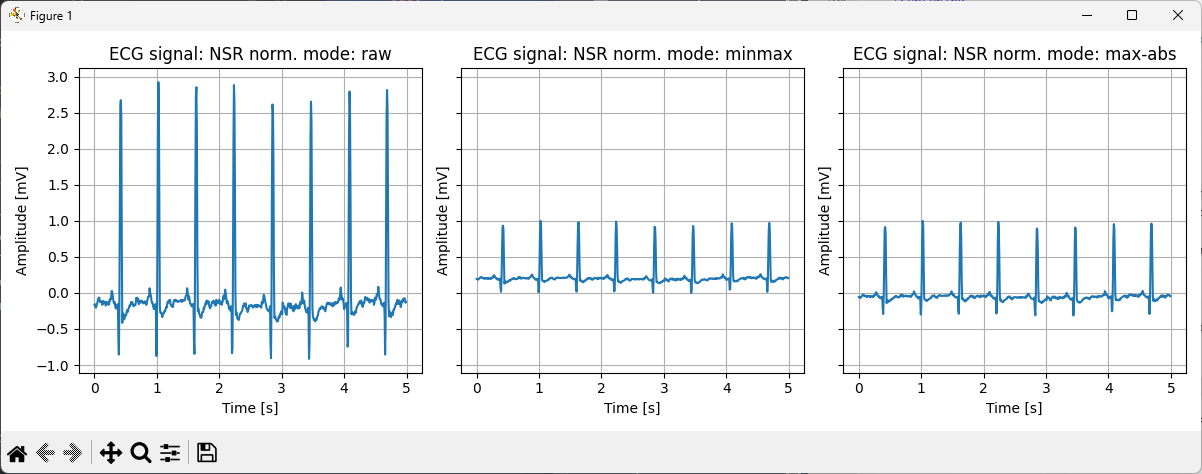 Figure 1
ECG signal: NSR norm. mode: raw
ECG signal: NSR norm. mode: minmax
ECG signal: NSR norm. mode: max-abs
Amplitude [mV]
3.0
2.5
2.0
1.5
1.0
0.5
0.0
−0.5
−1.0
0 1 2 3 4 5
Time [s]
Amplitude [mV]
0 1 2 3 4 5
Time [s]
Amplitude [mV]
0 1 2 3 4 5
Time [s]